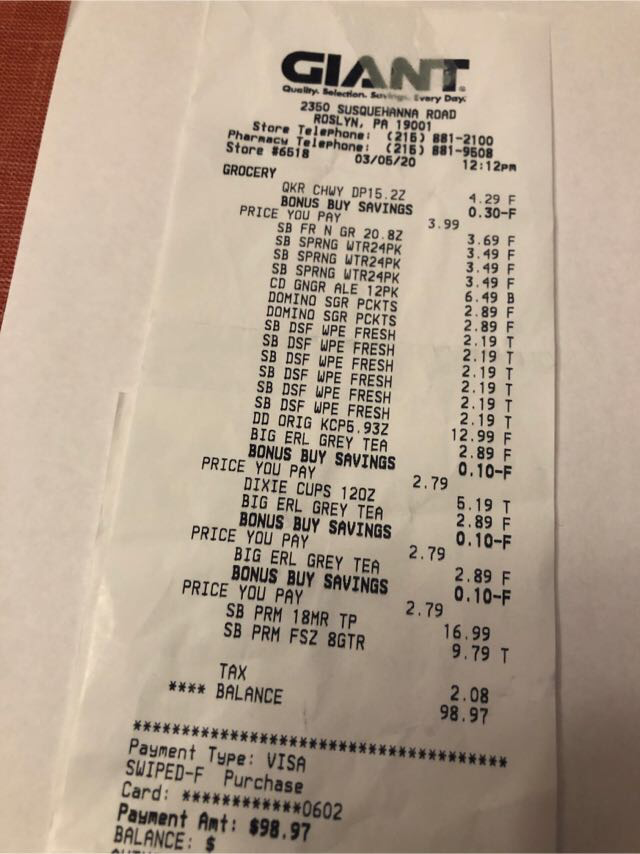 GIANT
Quality. Selection. Savings. Every Day.
2350 SUSQUEHANNA ROAD
ROSLYN, PA 19001
Store Telephone: (215) 881-2100
Pharmacy Telephone: (215) 881-9508
Store #6518 03/05/20 12:12pm
GROCERY
QKR CHWY DP15.2Z 4.29 F
BONUS BUY SAVINGS 0.30-F
PRICE YOU PAY 3.99
SB FR N GR 20.8Z 3.69 F
SB SPRNG WTR24PK 3.49 F
SB SPRNG WTR24PK 3.49 F
SB SPRNG WTR24PK 3.49 F
CD GNGR ALE 12PK 6.49 B
DOMINO SGR PCKTS 2.89 F
DOMINO SGR PCKTS 2.89 F
SB DSF WPE FRESH 2.19 T
SB DSF WPE FRESH 2.19 T
SB DSF WPE FRESH 2.19 T
SB DSF WPE FRESH 2.19 T
SB DSF WPE FRESH 2.19 T
SB DSF WPE FRESH 2.19 T
DD ORIG KCP5.93Z 12.99 F
BIG ERL GREY TEA 2.89 F
BONUS BUY SAVINGS 0.10-F
PRICE YOU PAY 2.79
DIXIE CUPS 12OZ 5.19 T
BIG ERL GREY TEA 2.89 F
BONUS BUY SAVINGS 0.10-F
PRICE YOU PAY 2.79
BIG ERL GREY TEA 2.89 F
BONUS BUY SAVINGS 0.10-F
PRICE YOU PAY 2.79
SB PRM 18MR TP 16.99
SB PRM FSZ 8GTR 9.79 T
TAX 2.08
**** BALANCE 98.97
**************************************
Payment Type: VISA
SWIPED-F Purchase
Card: ************0602
Payment Amt: $98.97
BALANCE: $